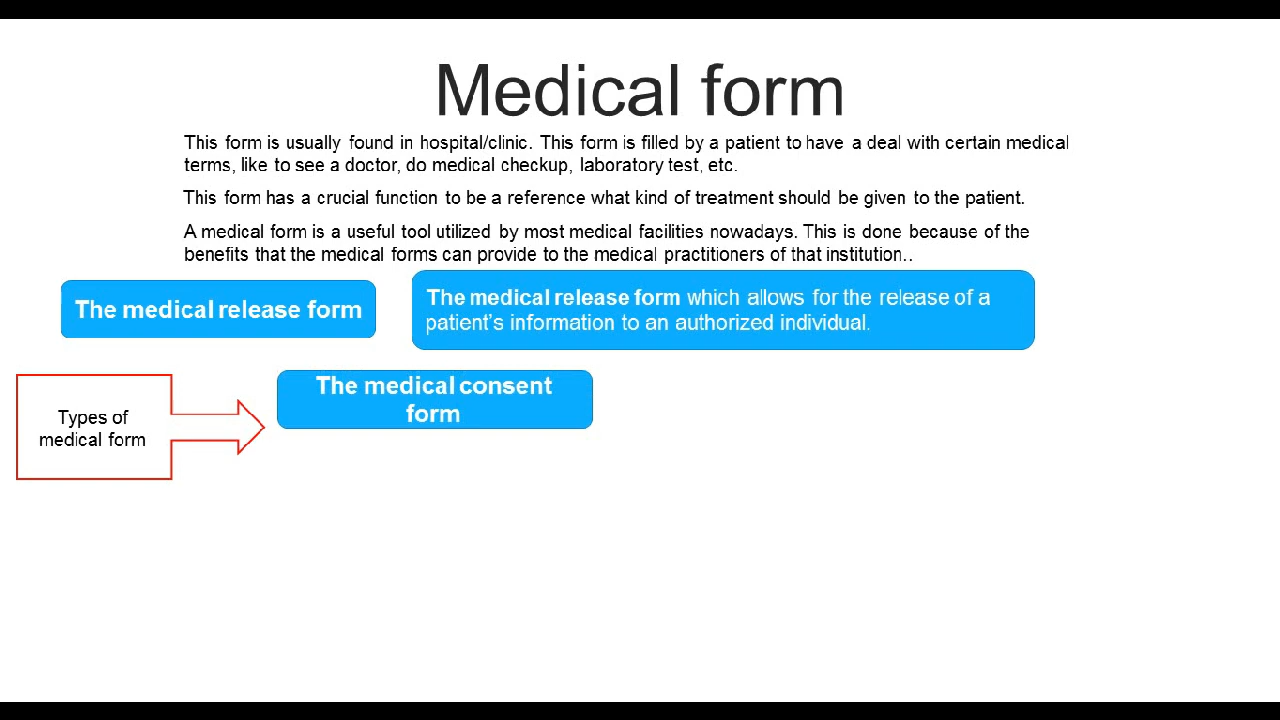 Medical form
This form is usually found in hospital/clinic. This form is filled by a patient to have a deal with certain medical
terms, like to see a doctor, do medical checkup, laboratory test, etc.
This form has a crucial function to be a reference what kind of treatment should be given to the patient.
A medical form is a useful tool utilized by most medical facilities nowadays. This is done because of the
benefits that the medical forms can provide to the medical practitioners of that institution..
The medical release form
The medical release form which allows for the release of a
patient’s information to an authorized individual.
The medical consent
form
Types of
medical form